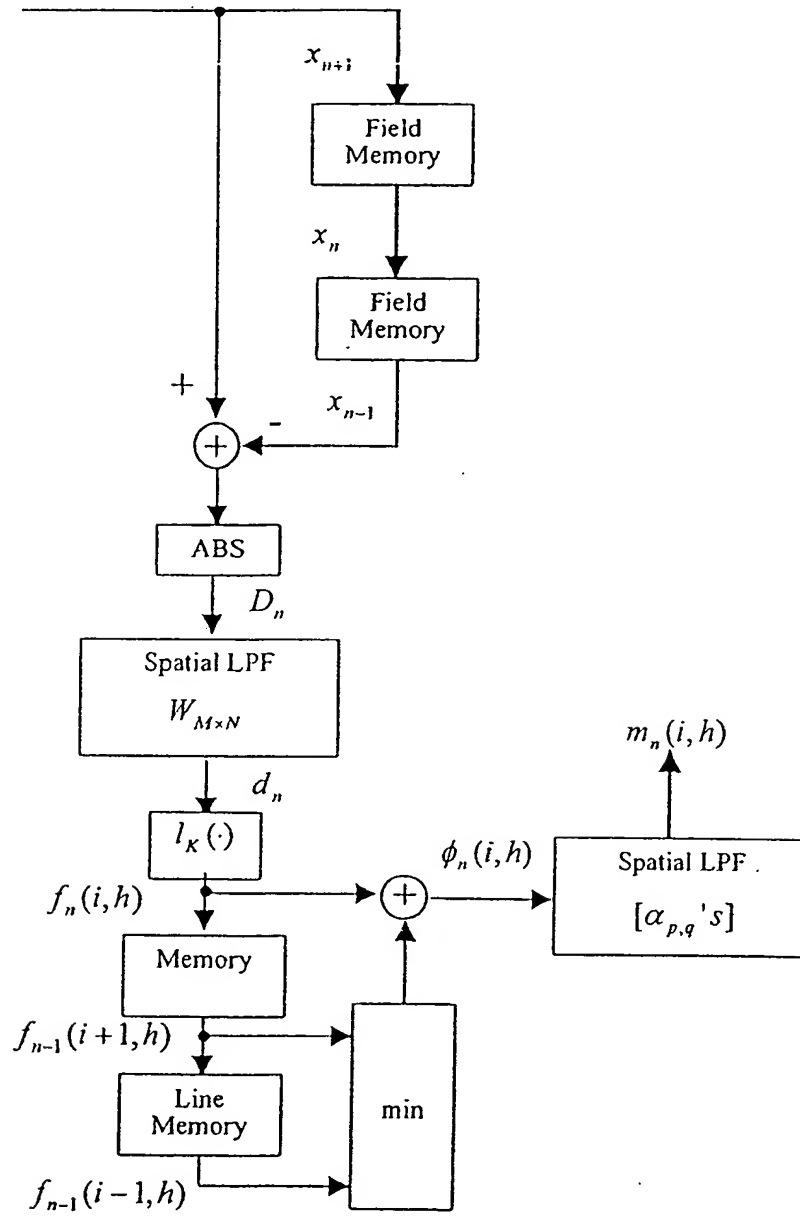 x_{n+1}
Field
Memory
x_n
Field
Memory
+
x_{n-1}
-
+
ABS
D_n
Spatial LPF
W_{M×N}
d_n
m_n(i,h)
l_K(·)
f_n(i,h)
+
ϕ_n(i,h)
Spatial LPF
[α_{p,q}'s]
Memory
f_{n-1}(i+1,h)
Line
Memory
min
f_{n-1}(i-1,h)